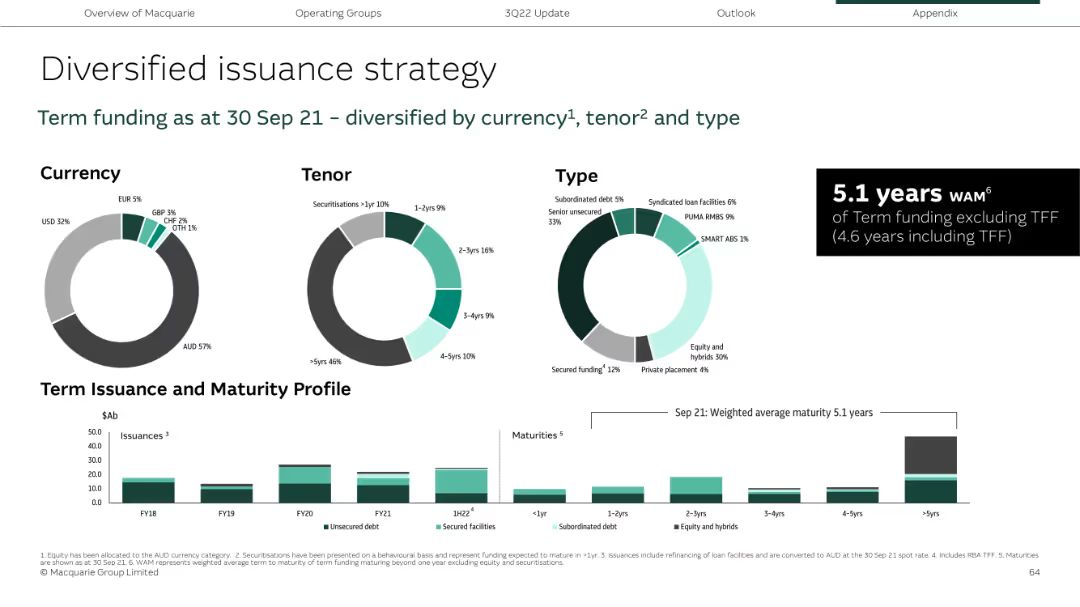 Overview of Macquarie
Operating Groups
3Q22 Update
Outlook
Appendix
Diversified issuance strategy
Term funding as at 30 Sep 21 – diversified by currency¹, tenor² and type
Currency
EUR 5%
GBP 3%
CHF 2%
OTH 1%
USD 32%
AUD 57%
Tenor
Securitisations >1yr 10%
1–2yrs 9%
2–3yrs 16%
3–4yrs 9%
4–5yrs 10%
>5yrs 46%
Type
Subordinated debt 5%
Syndicated loan facilities 6%
Senior unsecured
33%
PUMA RMBS 9%
SMART ABS 1%
Equity and
hybrids 30%
Secured funding⁴ 12%
Private placement 4%
5.1 years WAM⁶
of Term funding excluding TFF
(4.6 years including TFF)
Term Issuance and Maturity Profile
$Ab
50.0
40.0
30.0
20.0
10.0
0.0
Issuances ³
Maturities ⁵
Sep 21: Weighted average maturity 5.1 years
FY18
FY19
FY20
FY21
1H22⁴
<1yr
1–2yrs
2–3yrs
3–4yrs
4–5yrs
>5yrs
Unsecured debt
Secured facilities
Subordinated debt
Equity and hybrids
1. Equity has been allocated to the AUD currency category. 2. Securitisations have been presented on a behavioural basis and represent funding expected to mature in >1yr. 3. Issuances include refinancing of loan facilities and are converted to AUD at the 30 Sep 21 spot rate. 4. Includes RBA TFF. 5. Maturities
are shown as at 30 Sep 21. 6. WAM represents weighted average term to maturity of term funding maturing beyond one year excluding equity and securitisations.
© Macquarie Group Limited
64